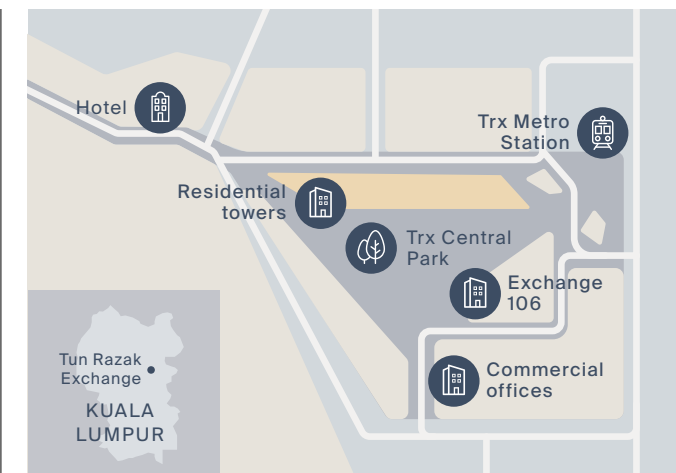 Hotel
Trx Metro
Station
Residential
towers
Trx Central
Park
Exchange
106
Commercial
offices
Tun Razak
Exchange
KUALA
LUMPUR